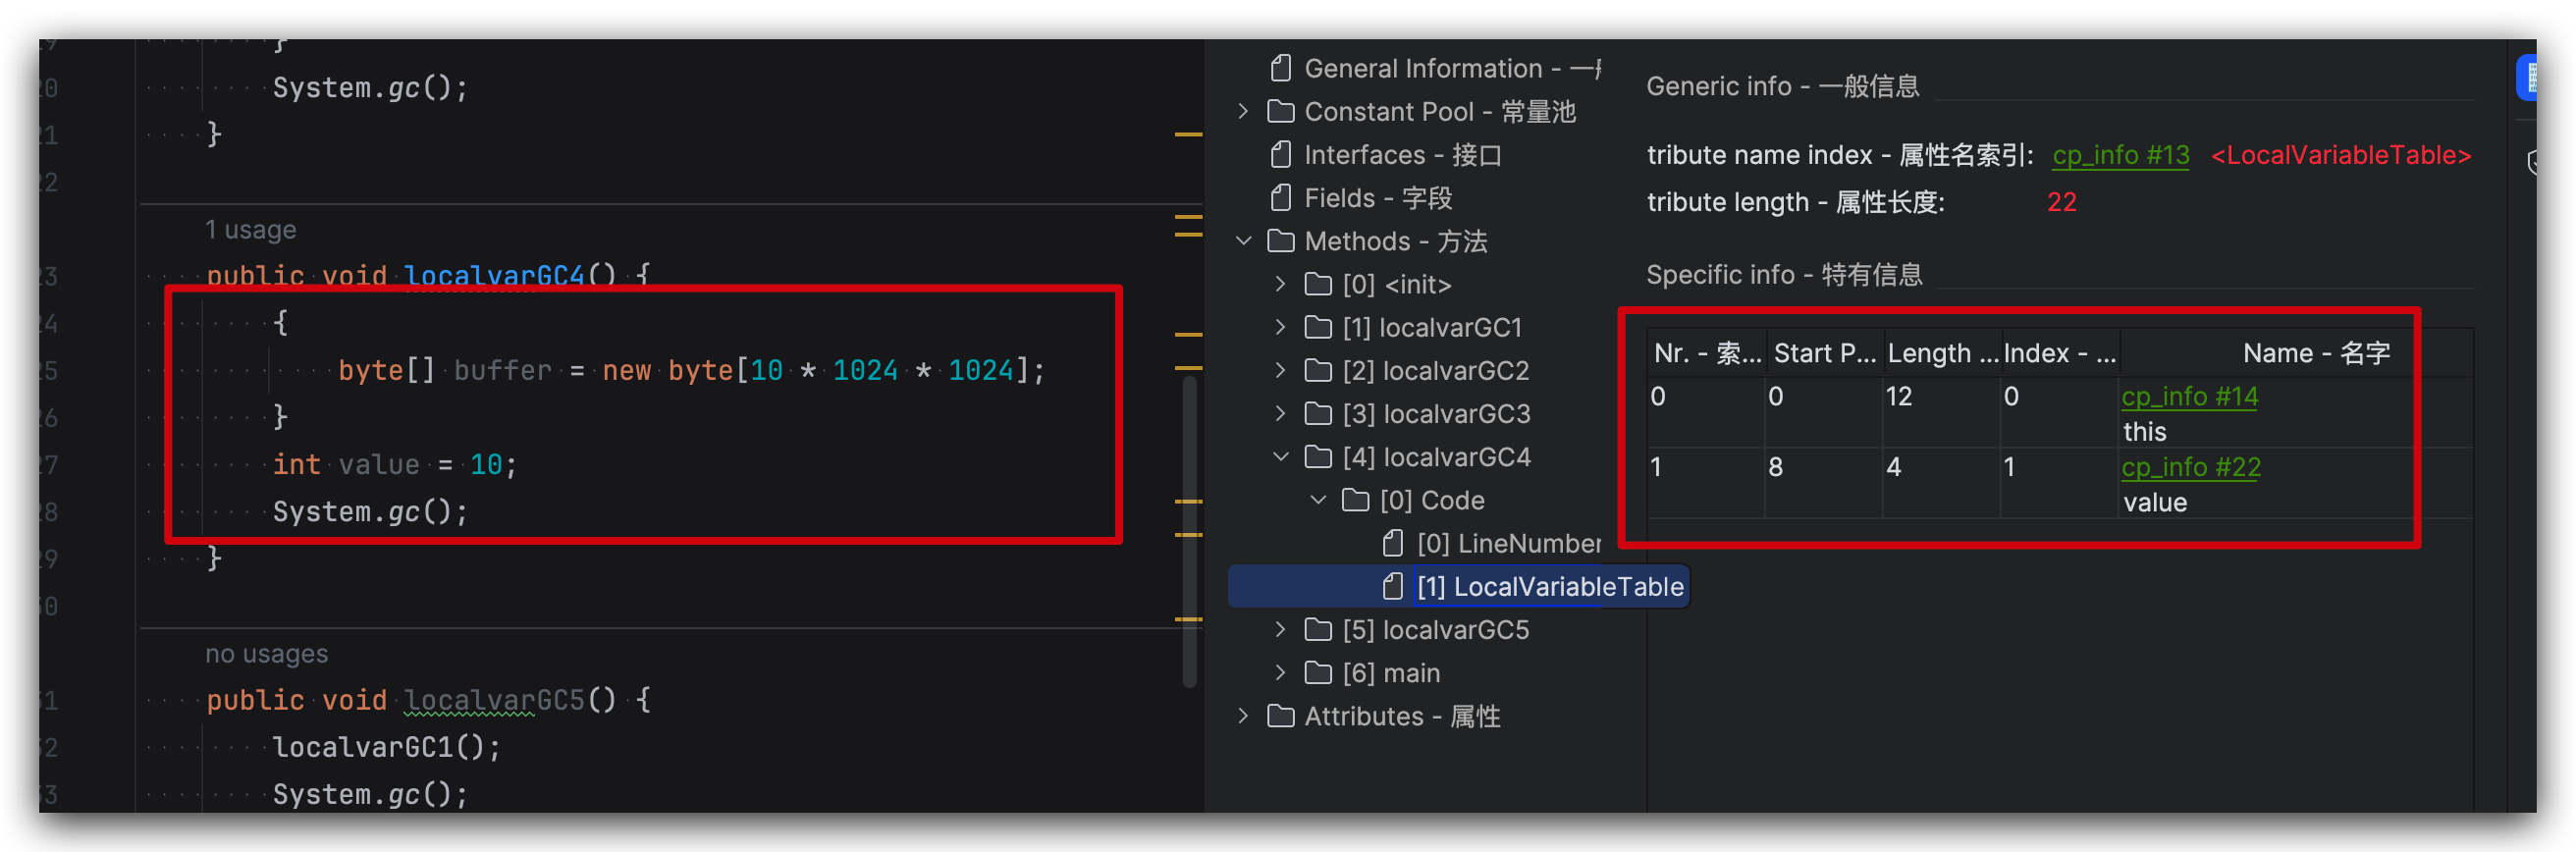 19 }
20 System.gc();
21 }
22
1 usage
23 public void localvarGC4() {
24 {
25 byte[] buffer = new byte[10 * 1024 * 1024];
26 }
27 int value = 10;
28 System.gc();
29 }
30
no usages
31 public void localvarGC5() {
32 localvarGC1();
33 System.gc();
General Information - 一
Constant Pool - 常量池
Interfaces - 接口
Fields - 字段
Methods - 方法
[0] <init>
[1] localvarGC1
[2] localvarGC2
[3] localvarGC3
[4] localvarGC4
[0] Code
[0] LineNumber
[1] LocalVariableTable
[5] localvarGC5
[6] main
Attributes - 属性
Generic info - 一般信息
tribute name index - 属性名索引: cp_info #13 <LocalVariableTable>
tribute length - 属性长度: 22
Specific info - 特有信息
Nr. - 索... Start P... Length ... Index - ... Name - 名字
0 0 12 0 cp_info #14
this
1 8 4 1 cp_info #22
value